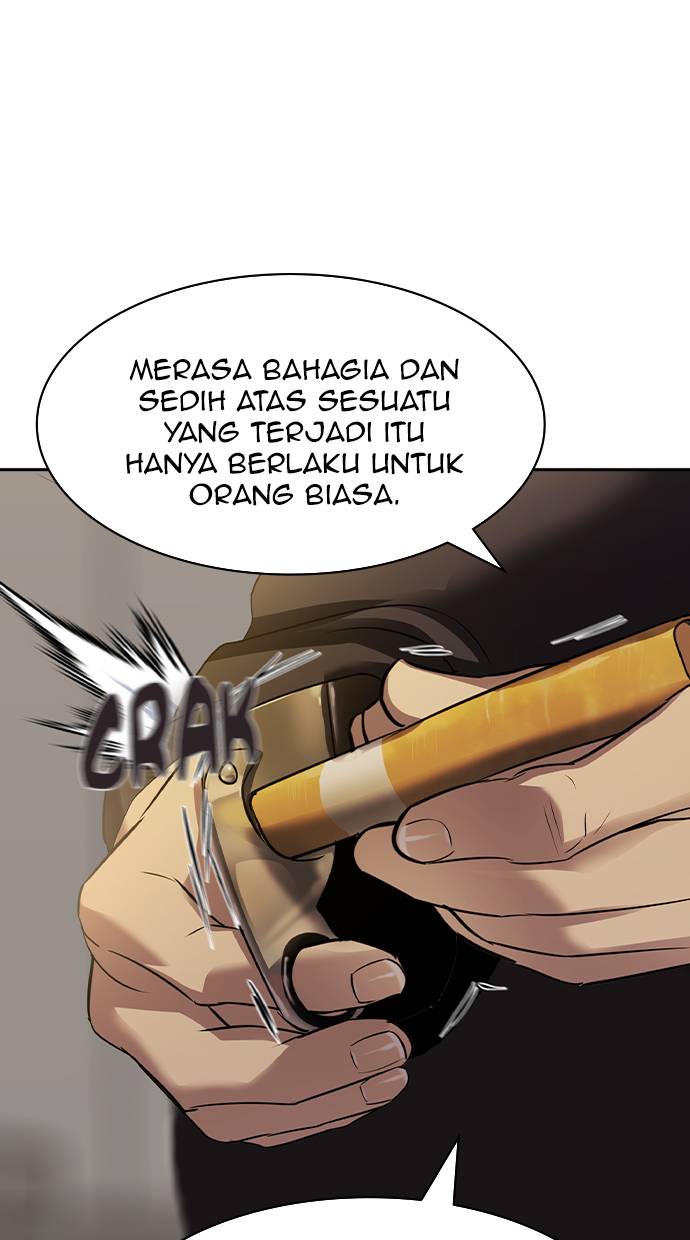 MERASA BAHAGIA DAN
SEDIH ATAS SESUATU
YANG TERJADI ITU
HANYA BERLAKU UNTUK
ORANG BIASA.
CRAK